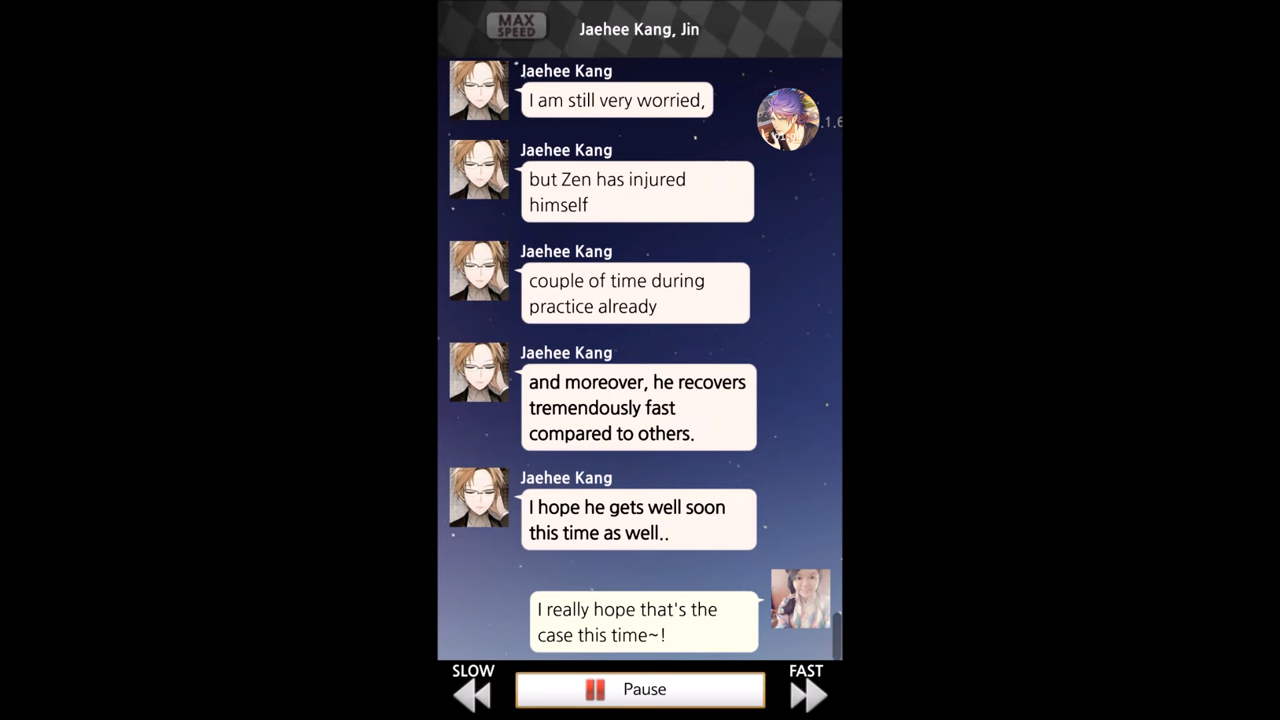 MAX
SPEED
Jaehee Kang, Jin
Jaehee Kang
I am still very worried,
Jaehee Kang
but Zen has injured
himself
Jaehee Kang
couple of time during
practice already
Jaehee Kang
and moreover, he recovers
tremendously fast
compared to others.
Jaehee Kang
I hope he gets well soon
this time as well..
I really hope that's the
case this time~!
SLOW
Pause
FAST